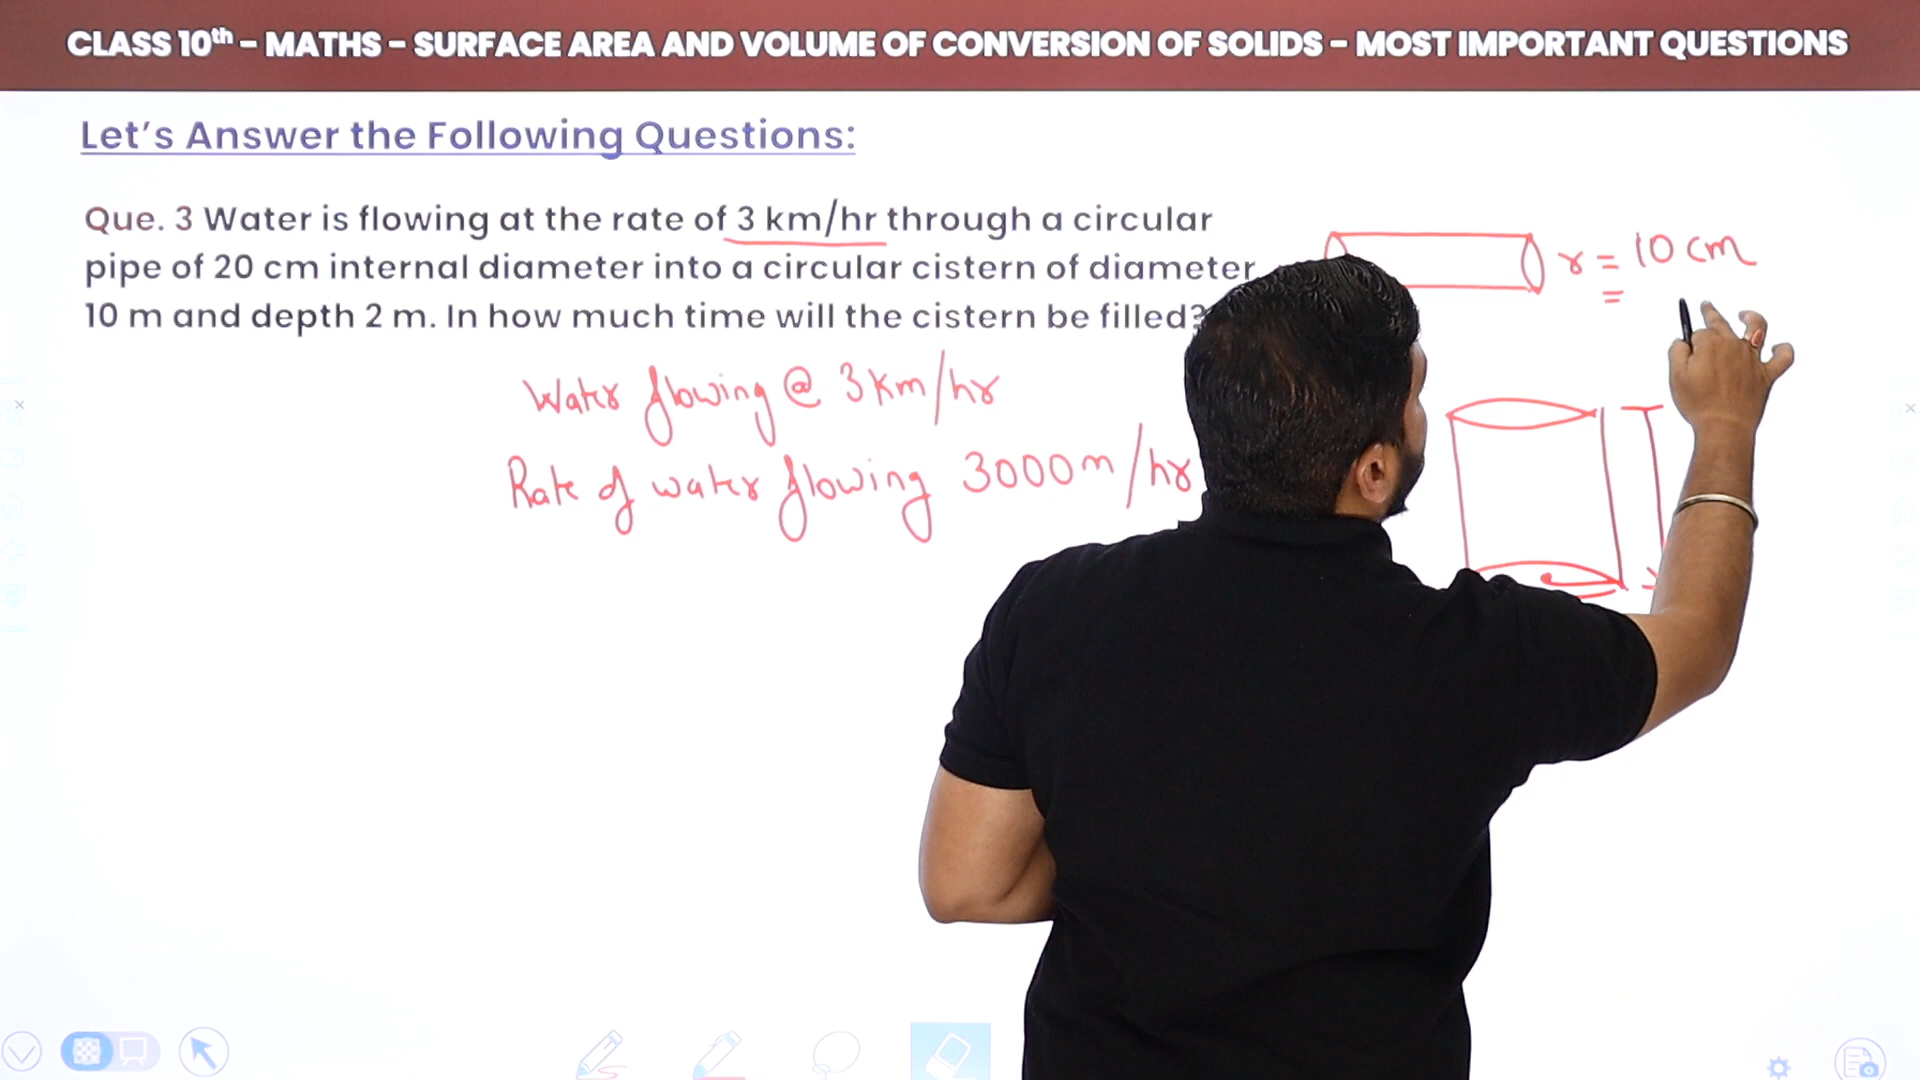 CLASS 10th - MATHS - SURFACE AREA AND VOLUME OF CONVERSION OF SOLIDS - MOST IMPORTANT QUESTIONS
Let's Answer the Following Questions:
Que. 3 Water is flowing at the rate of 3 km/hr through a circular
pipe of 20 cm internal diameter into a circular cistern of diameter
10 m and depth 2 m. In how much time will the cistern be filled?
r = 10 cm
Water flowing @ 3km/hr
Rate of water flowing 3000m/hr